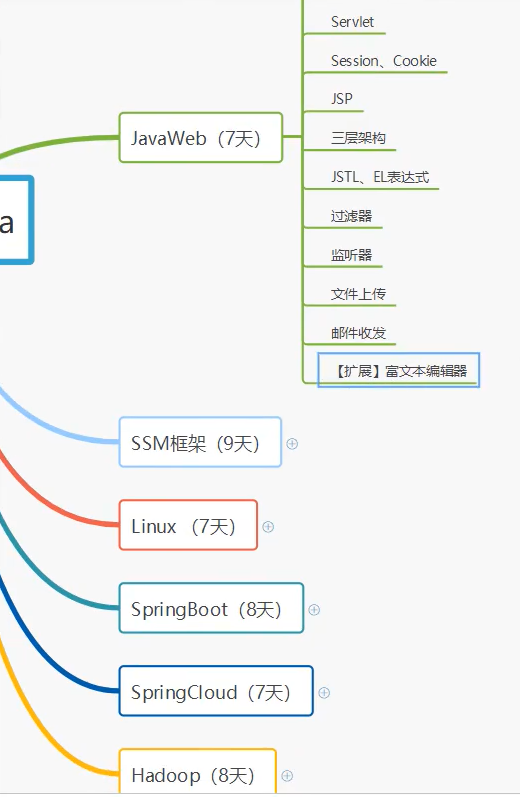 Servlet
Session、Cookie
JSP
三层架构
JavaWeb（7天）
JSTL、EL表达式
a
过滤器
监听器
文件上传
邮件收发
【扩展】富文本编辑器
SSM框架（9天）
Linux （7天）
SpringBoot（8天）
SpringCloud（7天）
Hadoop（8天）